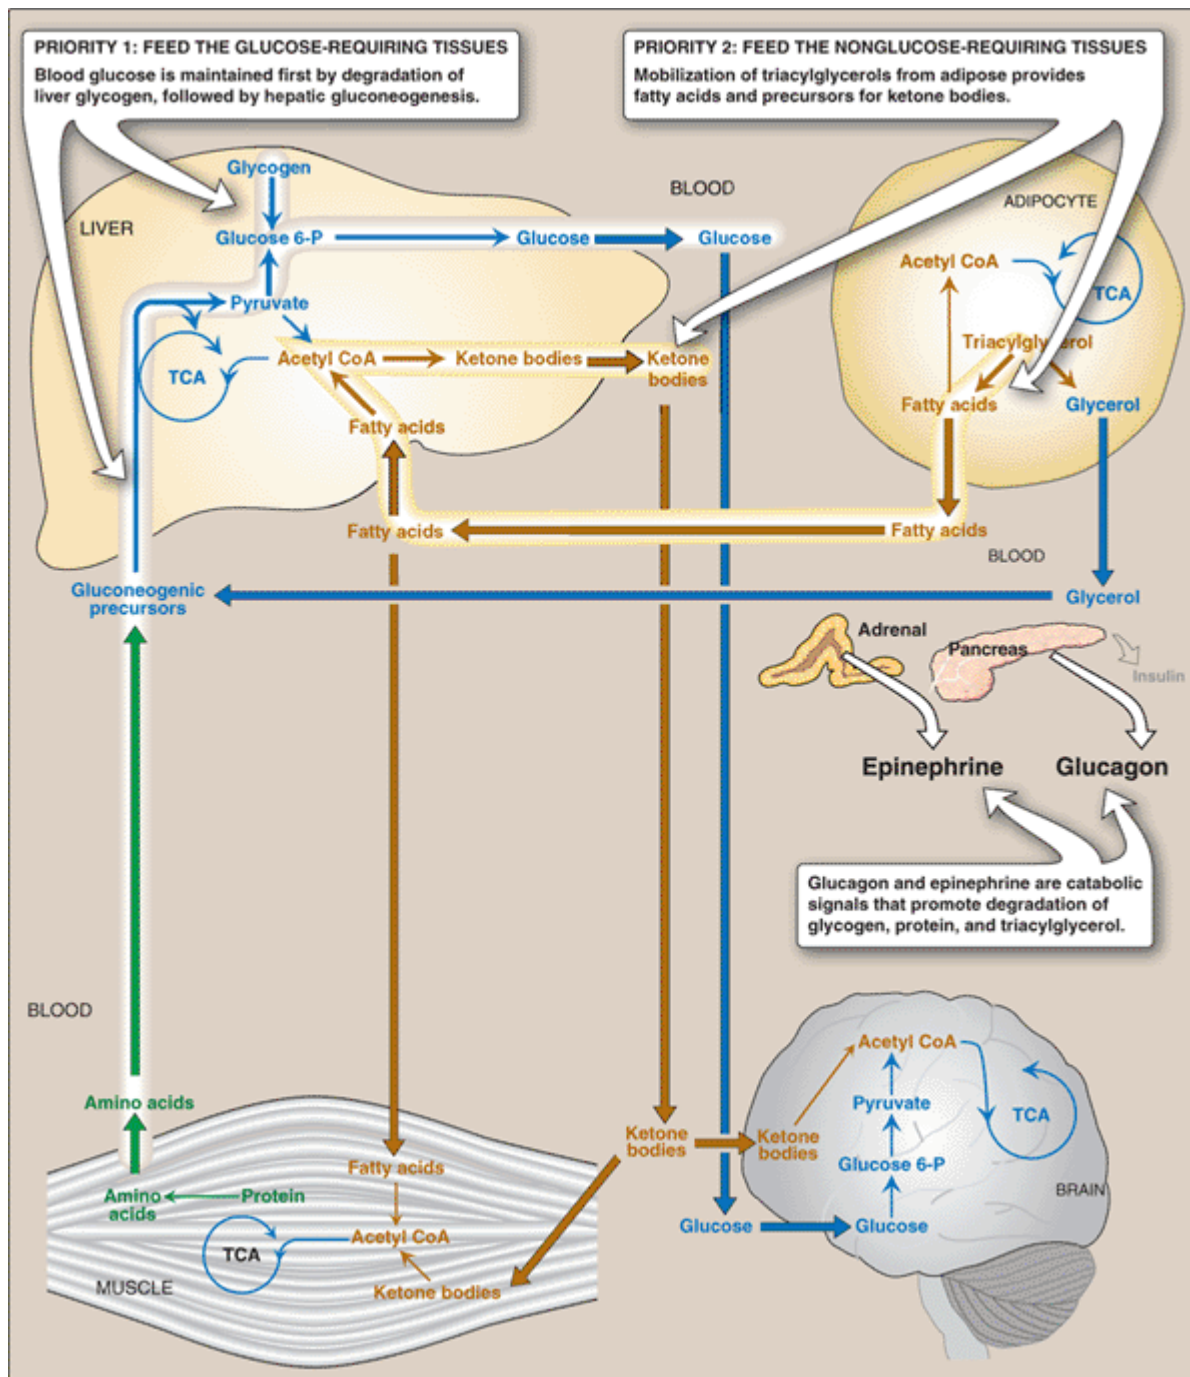 PRIORITY 1: FEED THE GLUCOSE-REQUIRING TISSUES
Blood glucose is maintained first by degradation of
liver glycogen, followed by hepatic gluconeogenesis.
PRIORITY 2: FEED THE NONGLUCOSE-REQUIRING TISSUES
Mobilization of triacylglycerols from adipose provides
fatty acids and precursors for ketone bodies.
LIVER
Glycogen
Glucose 6-P
Glucose
Glucose
BLOOD
Pyruvate
TCA
Acetyl CoA
Ketone bodies
Ketone
bodies
Fatty acids
Fatty acids
ADIPOCYTE
Acetyl CoA
TCA
Triacylglycerol
Fatty acids
Glycerol
Fatty acids
BLOOD
Glycerol
Gluconeogenic
precursors
Adrenal
Pancreas
Insulin
Epinephrine
Glucagon
Glucagon and epinephrine are catabolic
signals that promote degradation of
glycogen, protein, and triacylglycerol.
BLOOD
Amino acids
Amino
acids
Protein
Fatty acids
Acetyl CoA
TCA
Ketone bodies
MUSCLE
Ketone
bodies
Ketone
bodies
Glucose
Glucose
Glucose 6-P
Pyruvate
Acetyl CoA
TCA
BRAIN